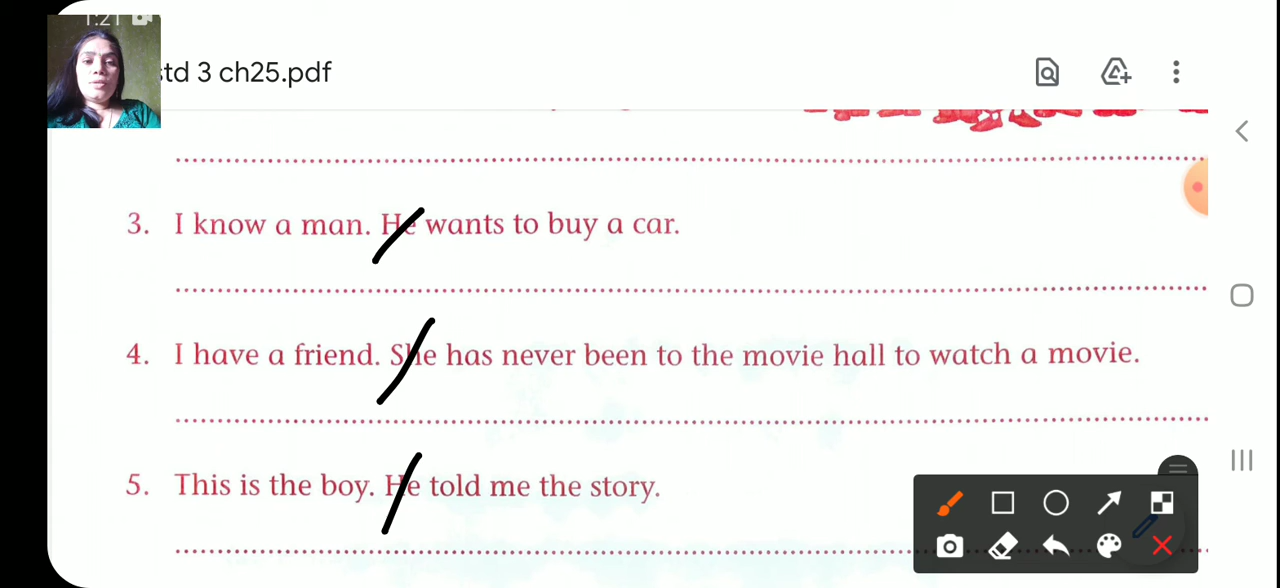 1:21
std 3 ch25.pdf
3. I know a man. He wants to buy a car.
4. I have a friend. She has never been to the movie hall to watch a movie.
5. This is the boy. He told me the story.